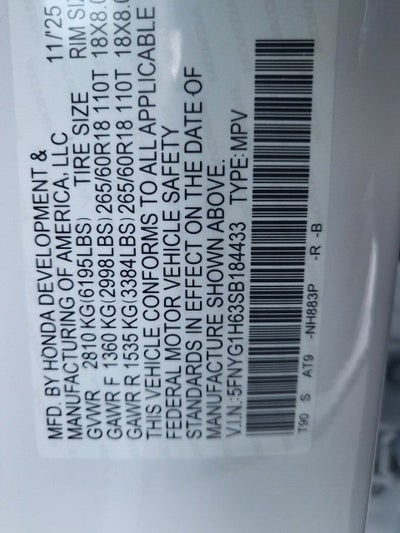 MFD. BY HONDA DEVELOPMENT & 11/'25
MANUFACTURING OF AMERICA, LLC
GVWR 2810 KG(6195LBS) TIRE SIZE RIM SIZ
GAWR F 1360 KG(2998LBS) 265/60R18 110T 18X8.0
GAWR R 1535 KG(3384LBS) 265/60R18 110T 18X8.0
THIS VEHICLE CONFORMS TO ALL APPLICABLE
FEDERAL MOTOR VEHICLE SAFETY
STANDARDS IN EFFECT ON THE DATE OF
MANUFACTURE SHOWN ABOVE.
V.I.N.:5FNYG1H63SB184433 TYPE: MPV
T90 S AT9 -NH883P -R -B